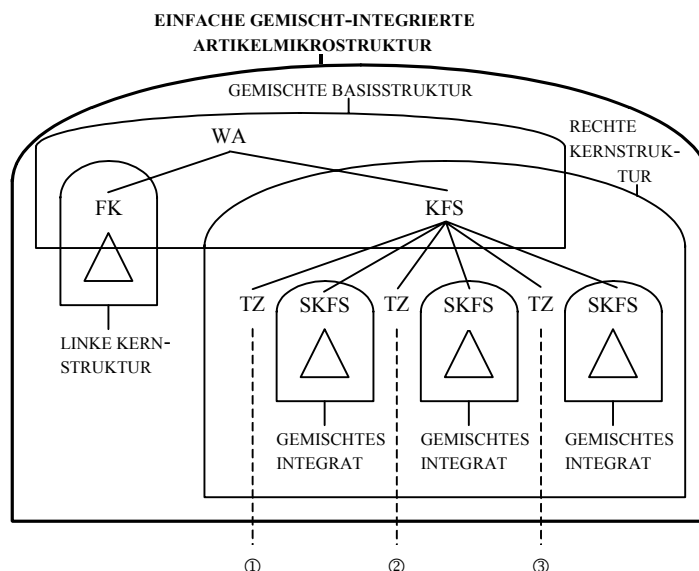 EINFACHE GEMISCHT-INTEGRIERTE
ARTIKELMIKROSTRUKTUR
GEMISCHTE BASISSTRUKTUR
WA
RECHTE
KERNSTRUK-
TUR
FK
KFS
TZ SKFS TZ SKFS TZ SKFS
LINKE KERN-
STRUKTUR
GEMISCHTES GEMISCHTES GEMISCHTES
INTEGRAT INTEGRAT INTEGRAT
① ② ③